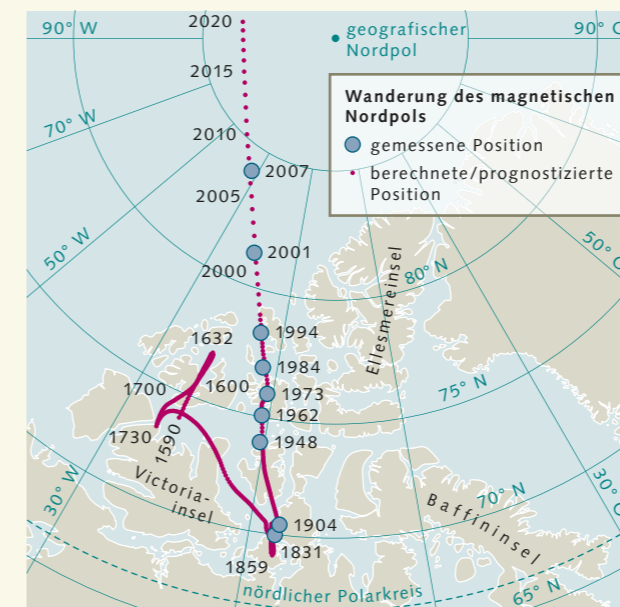 90° W
2020
geografischer
Nordpol
90° O
2015
Wanderung des magnetischen
Nordpols
gemessene Position
berechnete/prognostizierte
Position
70° W
2010
2007
2005
50° W
2001
2000
50° O
80° N
Ellesmereinsel
1632
1994
1984
1700
1600
1973
75° N
1962
1730
1590
1948
30° W
Victoria-
insel
70° N
30° O
Baffininsel
1904
1831
1859
nördlicher Polarkreis
65° N